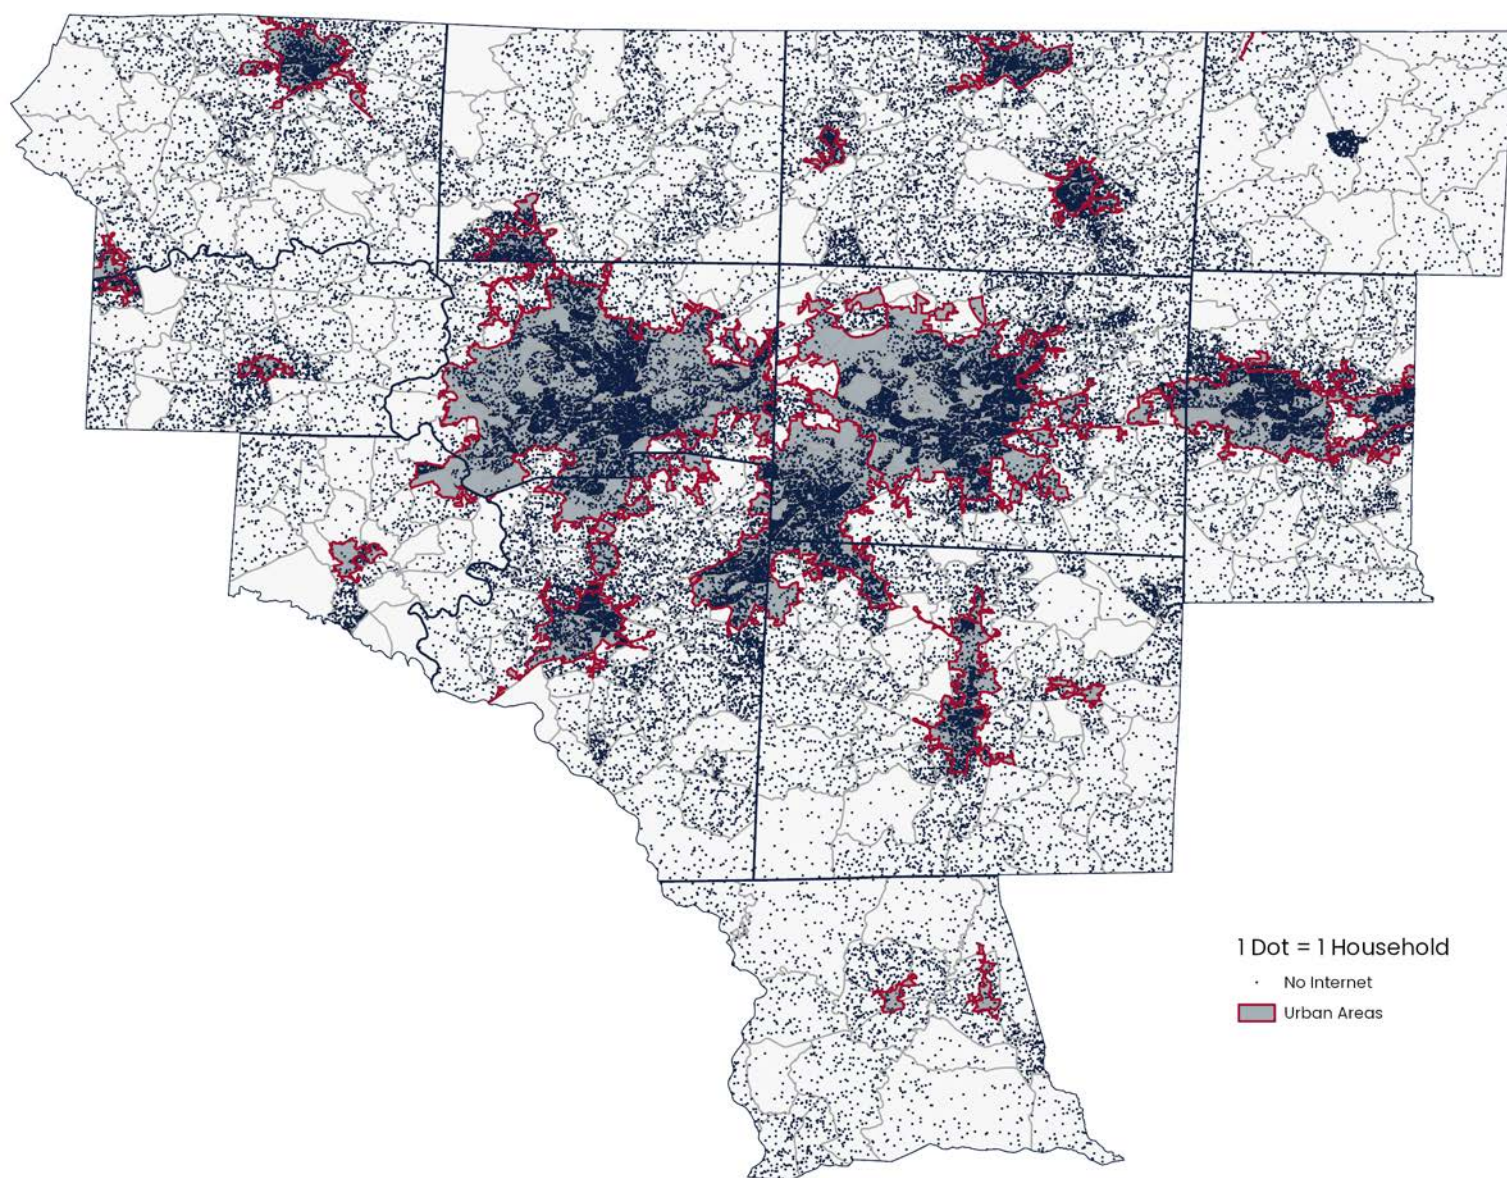 1 Dot = 1 Household
No Internet
Urban Areas